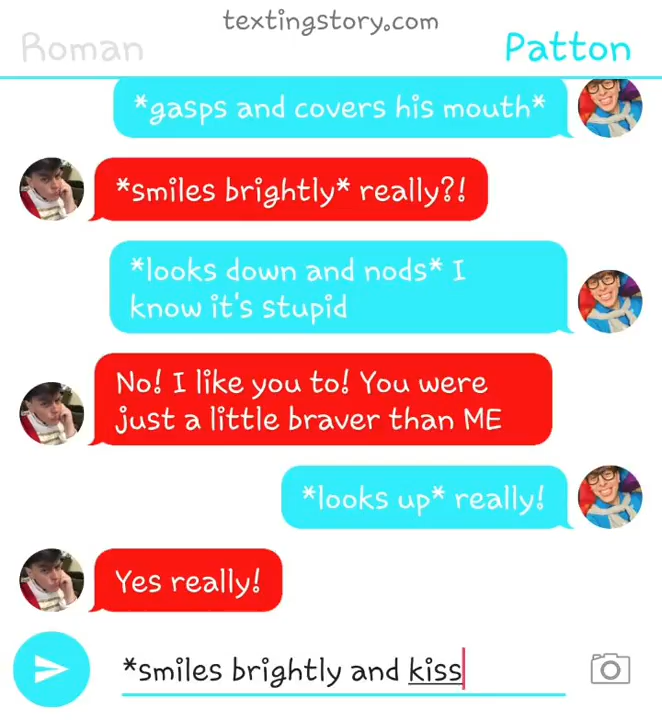 textingstory.com
Roman
Patton
*gasps and covers his mouth*
*smiles brightly* really?!
*looks down and nods* I
know it's stupid
No! I like you to! You were
just a little braver than ME
*looks up* really!
Yes really!
*smiles brightly and kiss